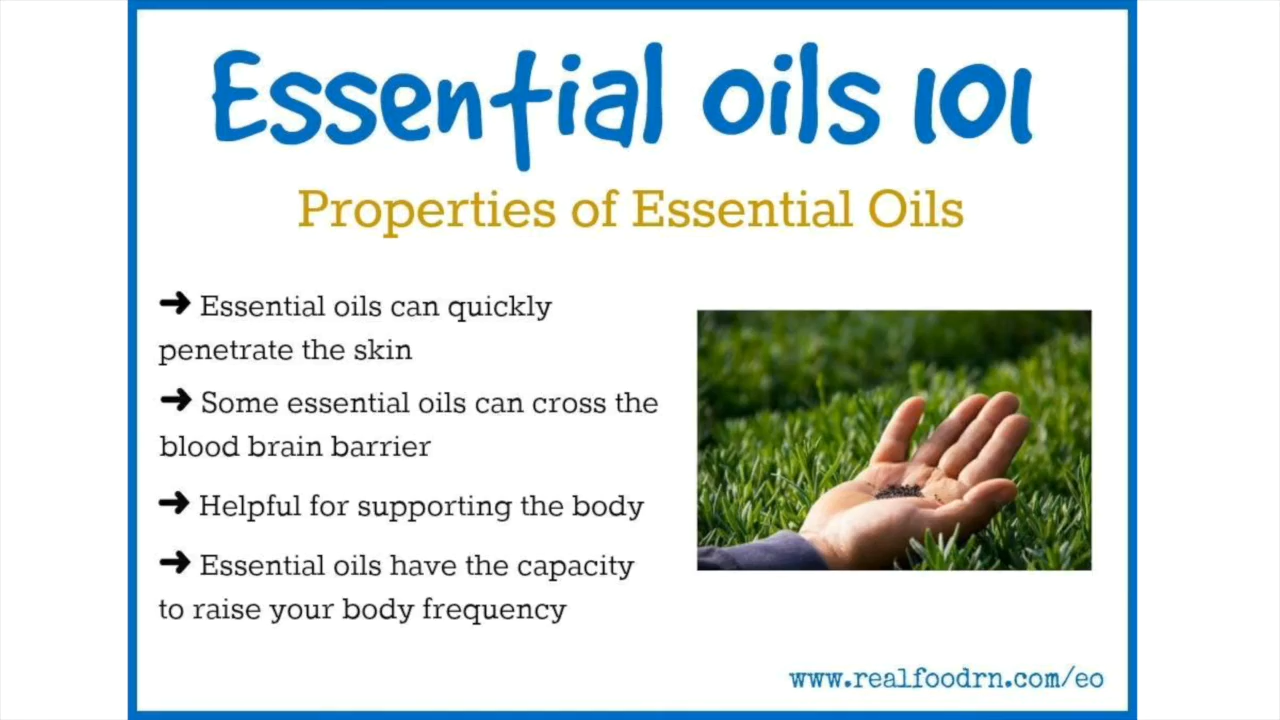 Essential oils 101
Properties of Essential Oils
➜ Essential oils can quickly
penetrate the skin
➜ Some essential oils can cross the
blood brain barrier
➜ Helpful for supporting the body
➜ Essential oils have the capacity
to raise your body frequency
www.realfoodrn.com/eo